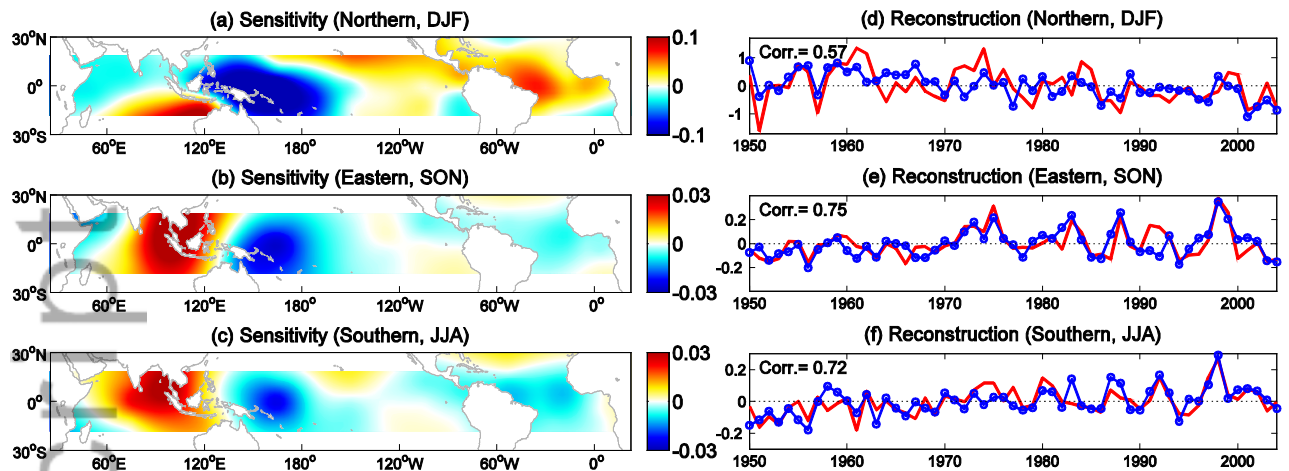 (a) Sensitivity (Northern, DJF)
30°N
0°
30°S
60°E 120°E 180° 120°W 60°W 0°
0.1
0
-0.1
(d) Reconstruction (Northern, DJF)
Corr.= 0.57
1
0
-1
1950 1960 1970 1980 1990 2000
(b) Sensitivity (Eastern, SON)
30°N
0°
30°S
60°E 120°E 180° 120°W 60°W 0°
0.03
0
-0.03
(e) Reconstruction (Eastern, SON)
Corr.= 0.75
0.2
0
-0.2
1950 1960 1970 1980 1990 2000
(c) Sensitivity (Southern, JJA)
30°N
0°
30°S
60°E 120°E 180° 120°W 60°W 0°
0.03
0
-0.03
(f) Reconstruction (Southern, JJA)
Corr.= 0.72
0.2
0
-0.2
1950 1960 1970 1980 1990 2000